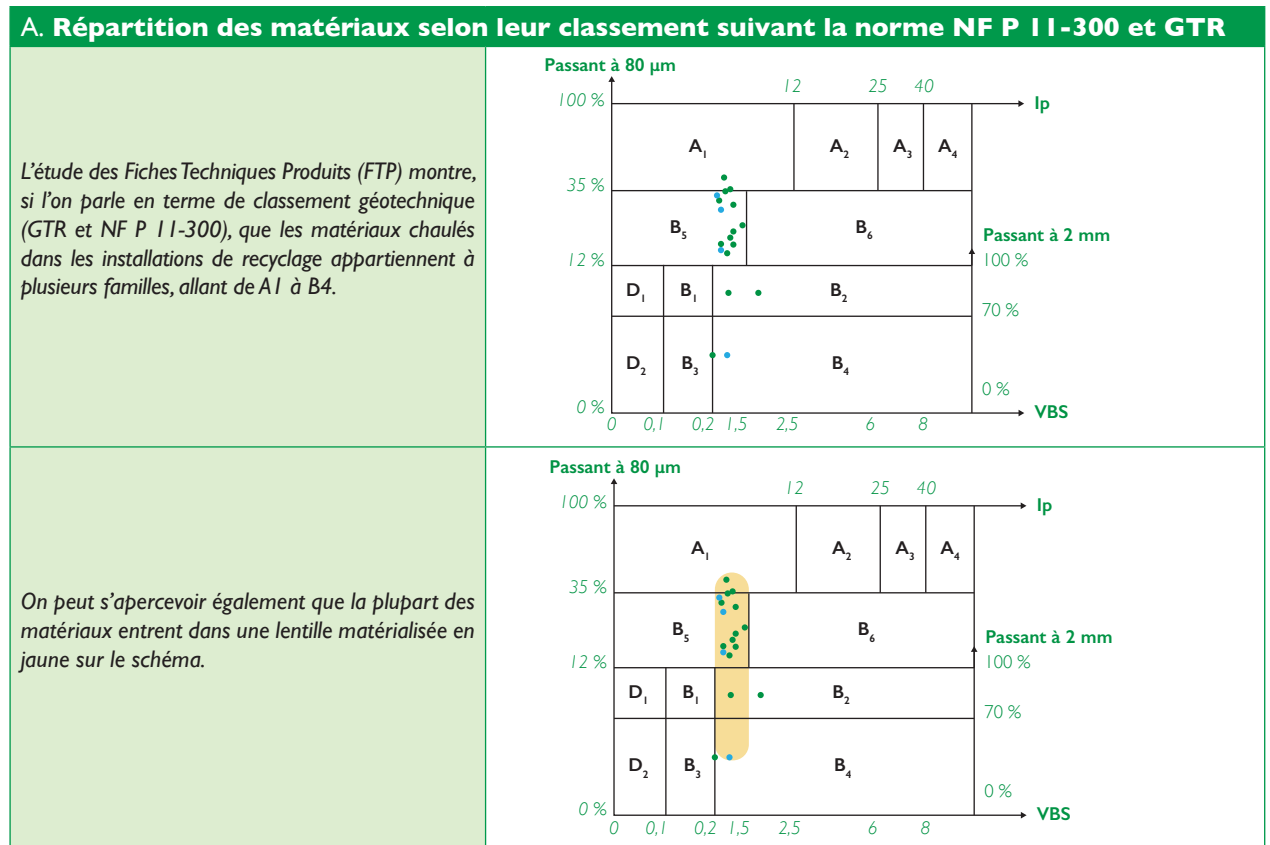 A. Répartition des matériaux selon leur classement suivant la norme NF P 11-300 et GTR
L'étude des Fiches Techniques Produits (FTP) montre,
si l'on parle en terme de classement géotechnique
(GTR et NF P 11-300), que les matériaux chaulés
dans les installations de recyclage appartiennent à
plusieurs familles, allant de A1 à B4.
Passant à 80 µm
12 25 40
100 % Ip
A1 A2 A3 A4
35 %
B5 B6
Passant à 2 mm
12 % 100 %
D1 B1 B2
70 %
D2 B3 B4
0 %
0 % VBS
0 0,1 0,2 1,5 2,5 6 8
On peut s'apercevoir également que la plupart des
matériaux entrent dans une lentille matérialisée en
jaune sur le schéma.
Passant à 80 µm
12 25 40
100 % Ip
A1 A2 A3 A4
35 %
B5 B6
Passant à 2 mm
12 % 100 %
D1 B1 B2
70 %
D2 B3 B4
0 %
0 % VBS
0 0,1 0,2 1,5 2,5 6 8